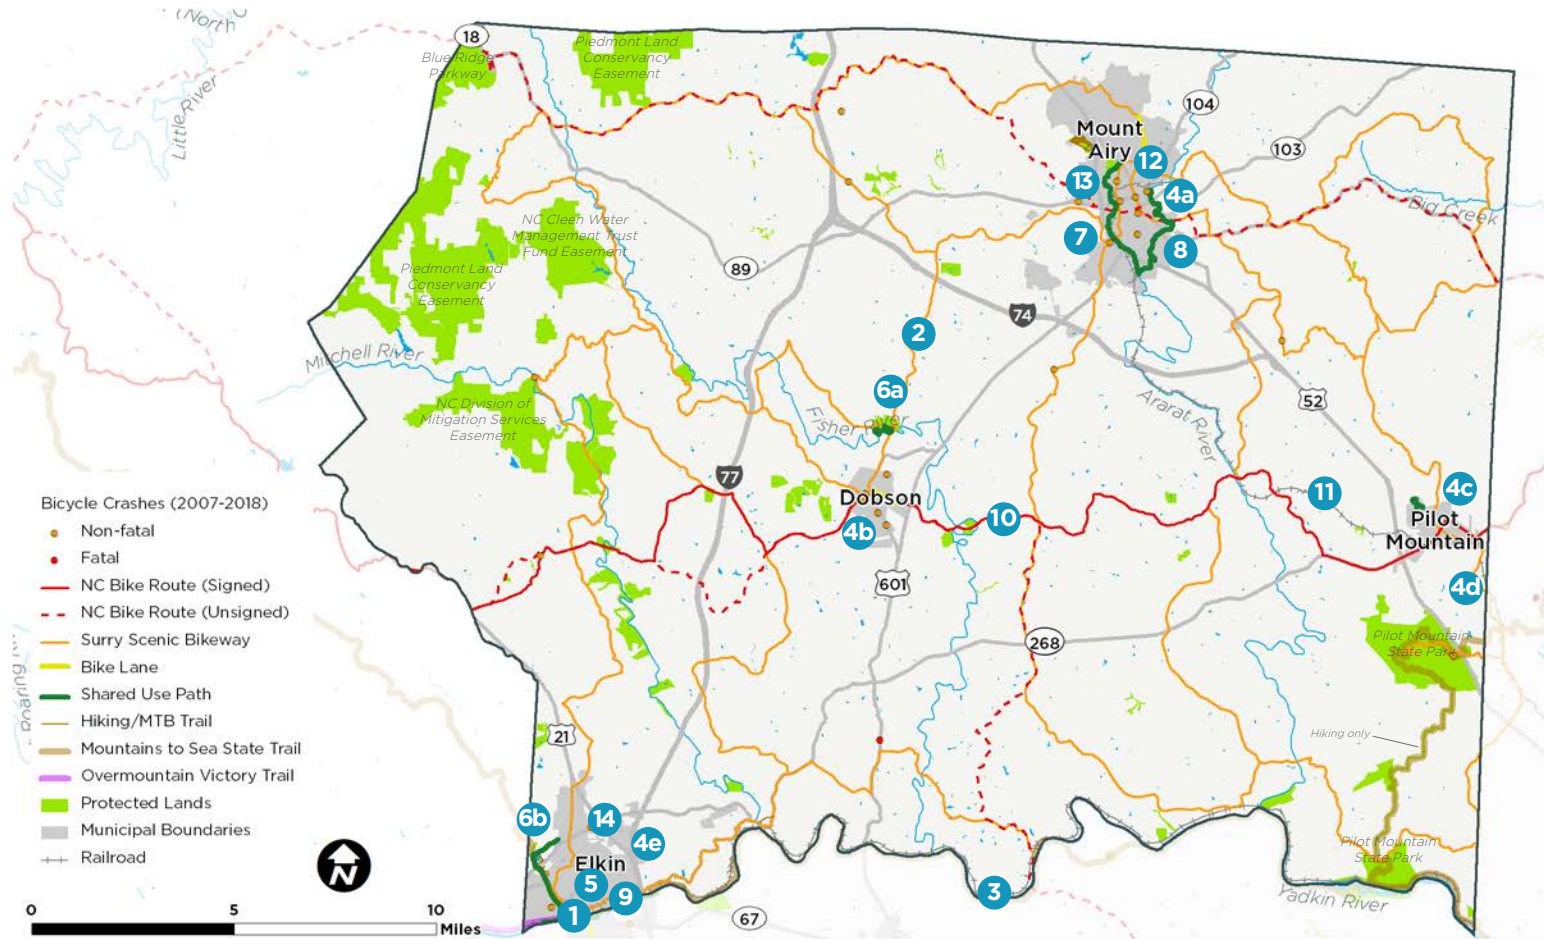 (North
18
Blue Ridge
Parkway
Piedmont Land
Conservancy
Easement
Little River
104
Mount
Airy
103
12
13
4a
Big Creek
NC Cleen Water
Management Trust
Fund Easement
7
8
Piedmont Land
Conservancy
Easement
89
74
2
Mitchell River
6a
52
Ararat River
NC Division of
Mitigation Services
Easement
Fisher River
77
Dobson
11
4c
10
4b
Pilot
Mountain
601
4d
268
Pilot Mountain
State Park
Hiking only
21
6b
14
4e
Elkin
5
9
1
3
67
Pilot Mountain
State Park
Yadkin River
Bicycle Crashes (2007-2018)
Non-fatal
Fatal
NC Bike Route (Signed)
NC Bike Route (Unsigned)
Surry Scenic Bikeway
Bike Lane
Shared Use Path
Hiking/MTB Trail
Mountains to Sea State Trail
Overmountain Victory Trail
Protected Lands
Municipal Boundaries
Railroad
N
0 5 10
Miles